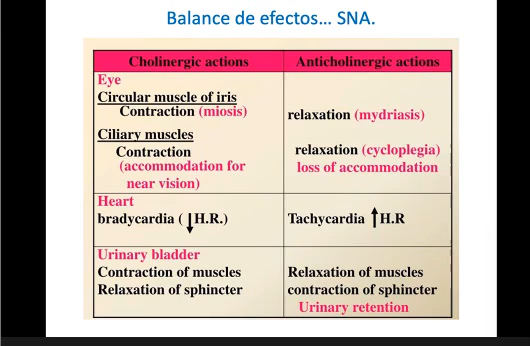 Balance de efectos... SNA.
Cholinergic actions
Anticholinergic actions
Eye
Circular muscle of iris
Contraction (miosis)
relaxation (mydriasis)
Ciliary muscles
Contraction
(accommodation for
near vision)
relaxation (cycloplegia)
loss of accommodation
Heart
bradycardia ( ↓H.R.)
Tachycardia ↑H.R
Urinary bladder
Contraction of muscles
Relaxation of sphincter
Relaxation of muscles
contraction of sphincter
Urinary retention